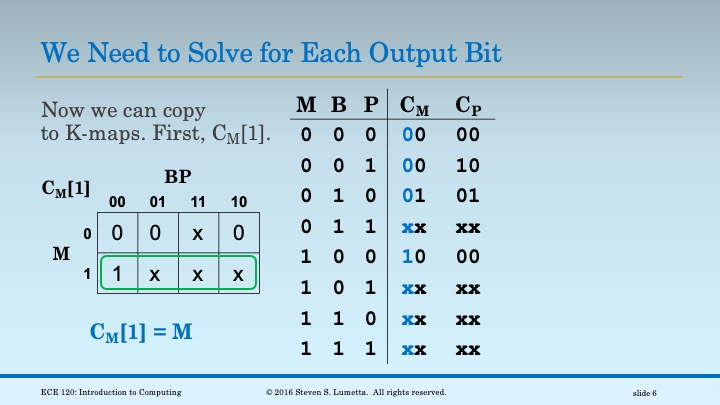 We Need to Solve for Each Output Bit
Now we can copy
to K-maps. First, C_M[1].
C_M[1]
BP
00 01 11 10
0 0 0 x 0
M
1 1 x x x
C_M[1] = M
M B P C_M C_P
0 0 0 00 00
0 0 1 00 10
0 1 0 01 01
0 1 1 xx xx
1 0 0 10 00
1 0 1 xx xx
1 1 0 xx xx
1 1 1 xx xx
ECE 120: Introduction to Computing
© 2016 Steven S. Lumetta. All rights reserved.
slide 6